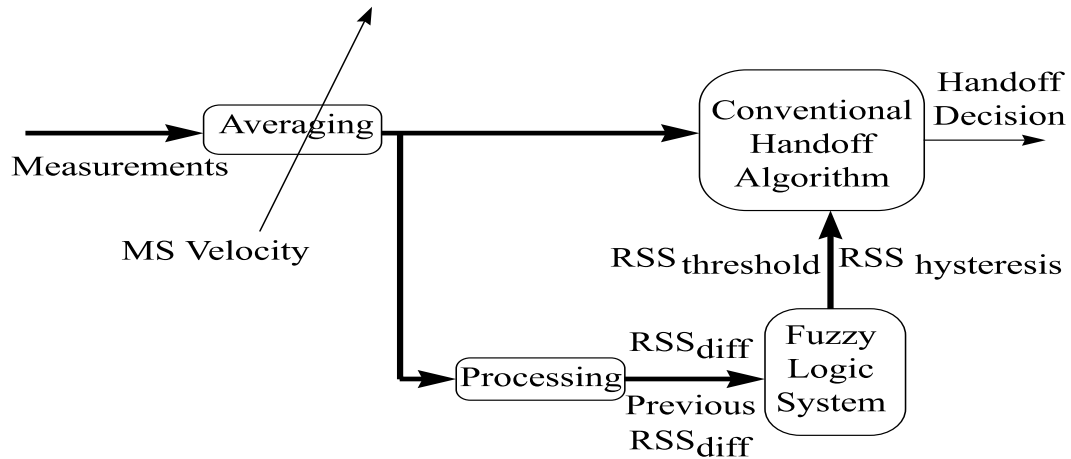 Averaging
Measurements
MS Velocity
Conventional
Handoff
Algorithm
Handoff
Decision
RSS threshold
RSS hysteresis
Processing
RSS diff
Previous
RSS diff
Fuzzy
Logic
System